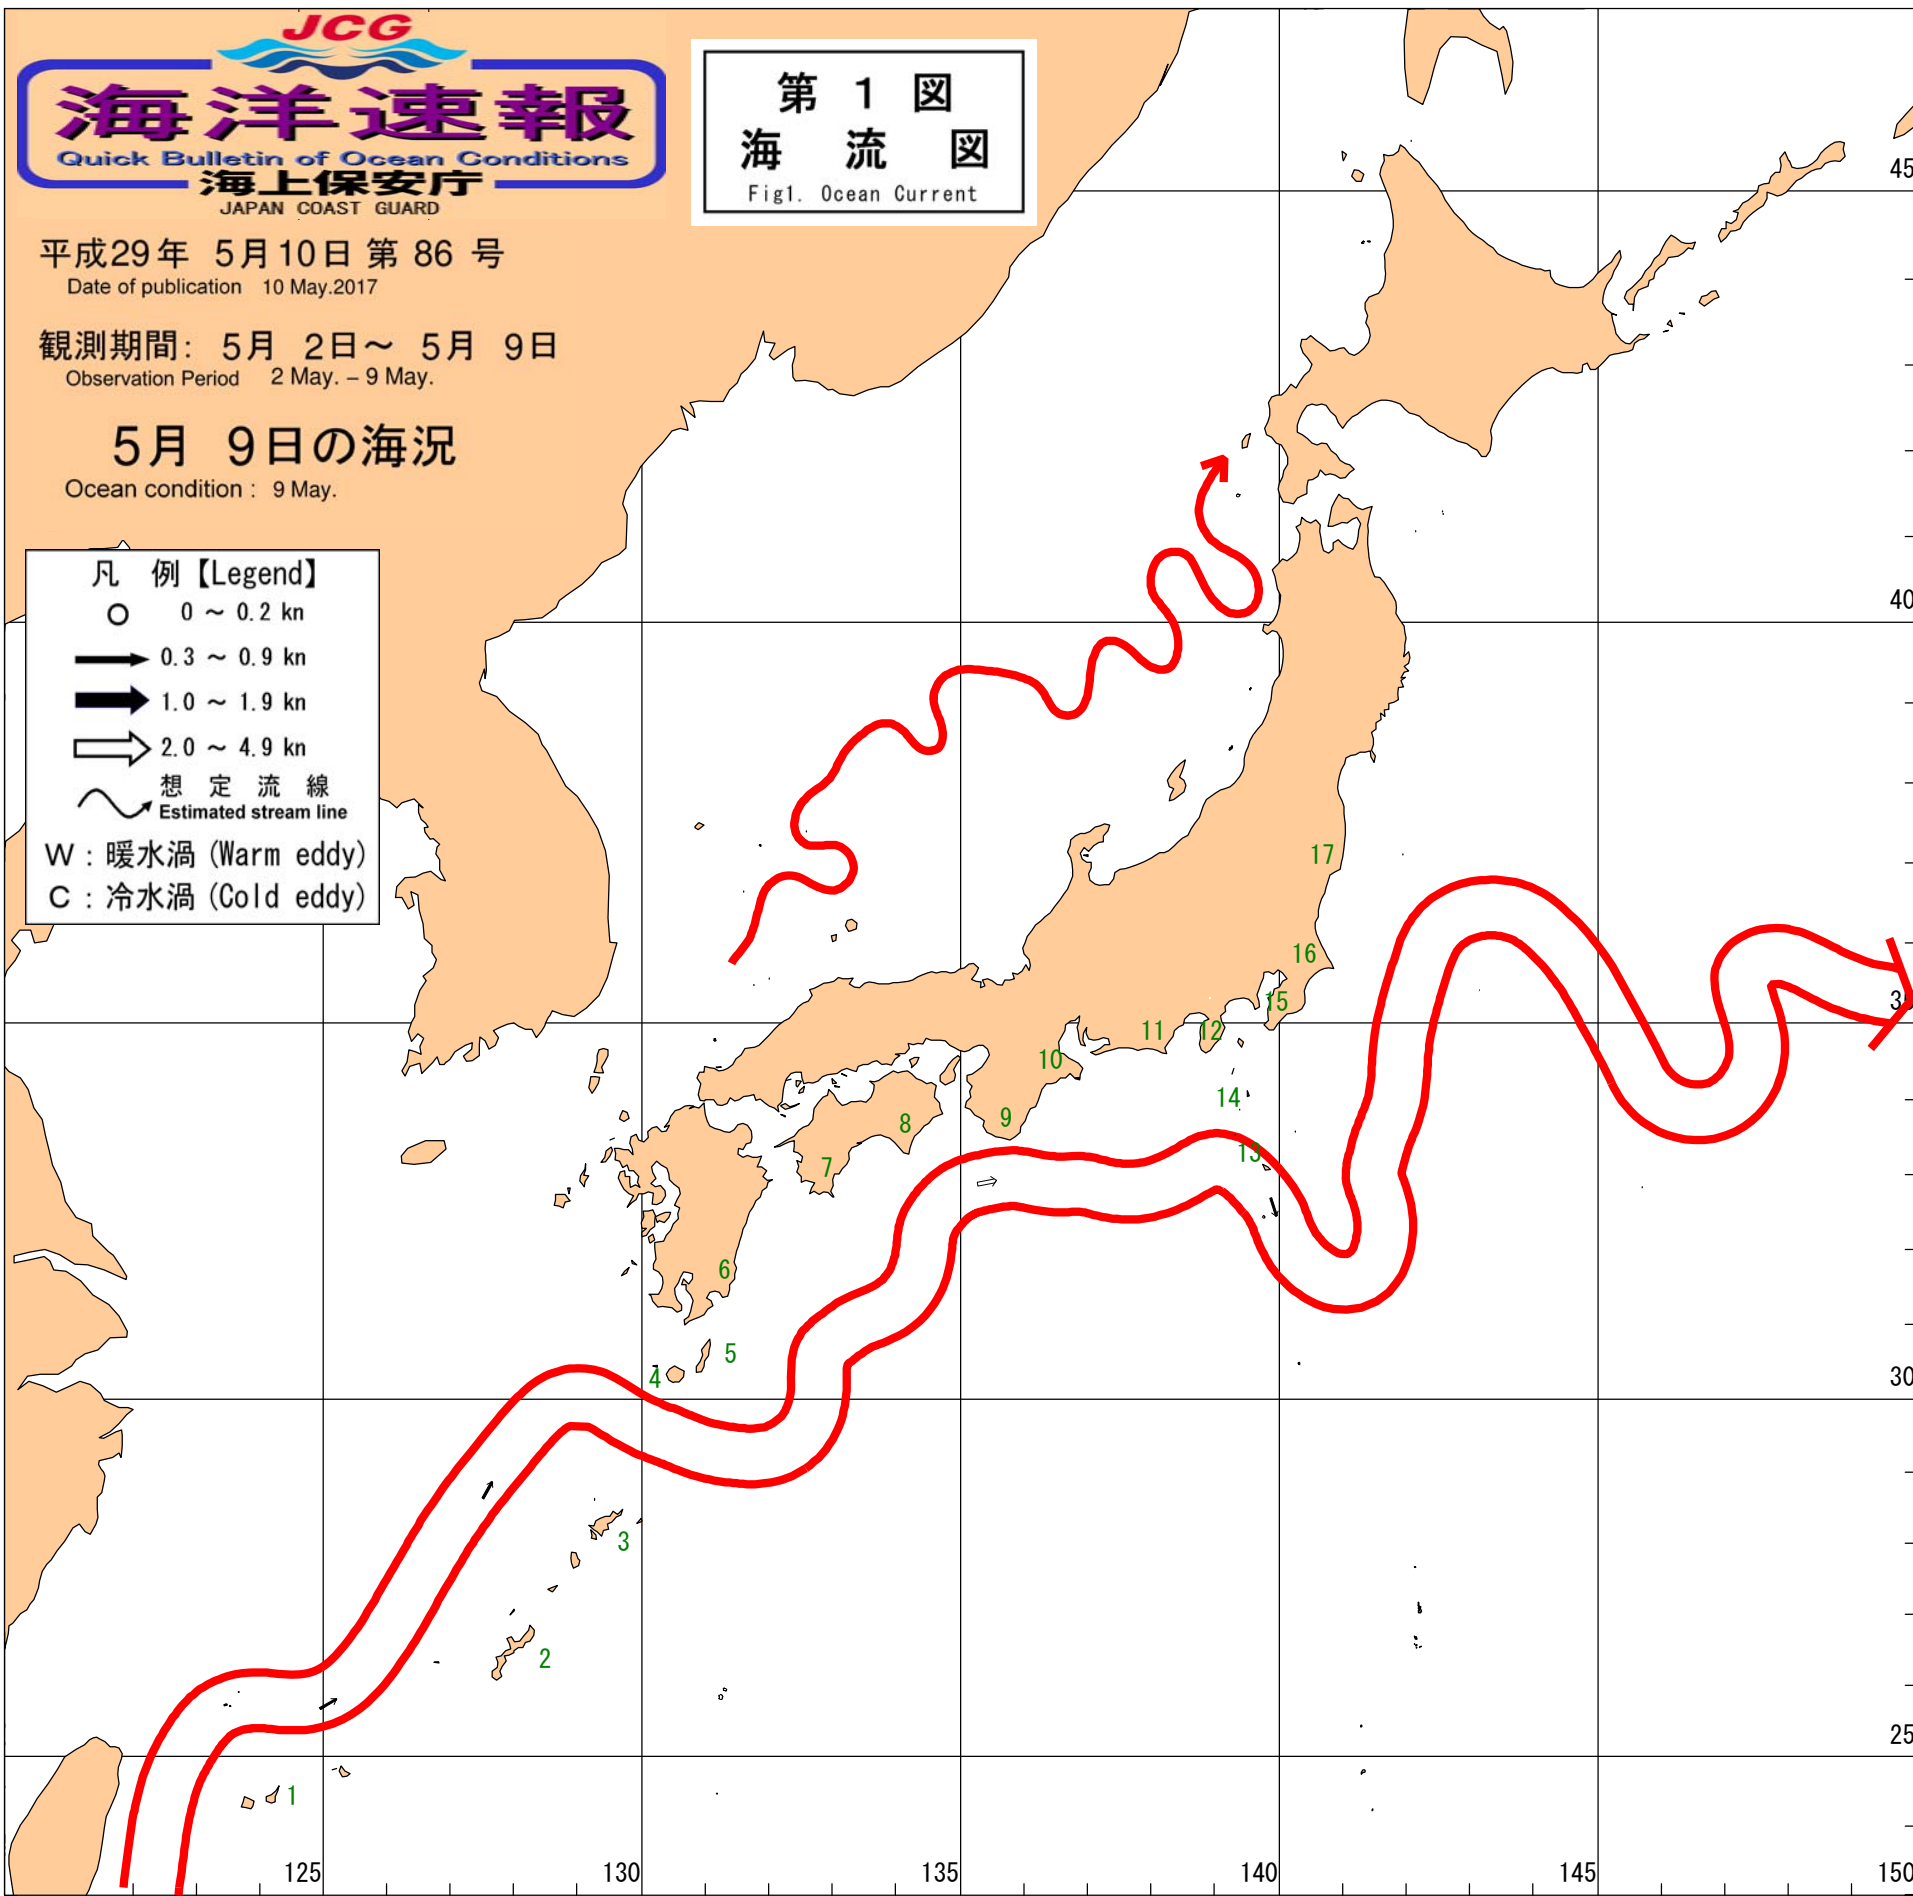 JCG
海洋速報
Quick Bulletin of Ocean Conditions
海上保安庁
JAPAN COAST GUARD
第 1 図
海 流 図
Fig1. Ocean Current
平成29年 5月10日 第 86 号
Date of publication 10 May.2017
観測期間: 5月 2日～ 5月 9日
Observation Period 2 May. – 9 May.
5月 9日の海況
Ocean condition : 9 May.
凡 例【Legend】
0 ～ 0.2 kn
0.3 ～ 0.9 kn
1.0 ～ 1.9 kn
2.0 ～ 4.9 kn
想 定 流 線
Estimated stream line
W : 暖水渦 (Warm eddy)
C : 冷水渦 (Cold eddy)
45
40
17
16
15
11
12
10
14
9
8
13
7
6
5
4
30
3
2
25
1
125
130
135
140
145
150